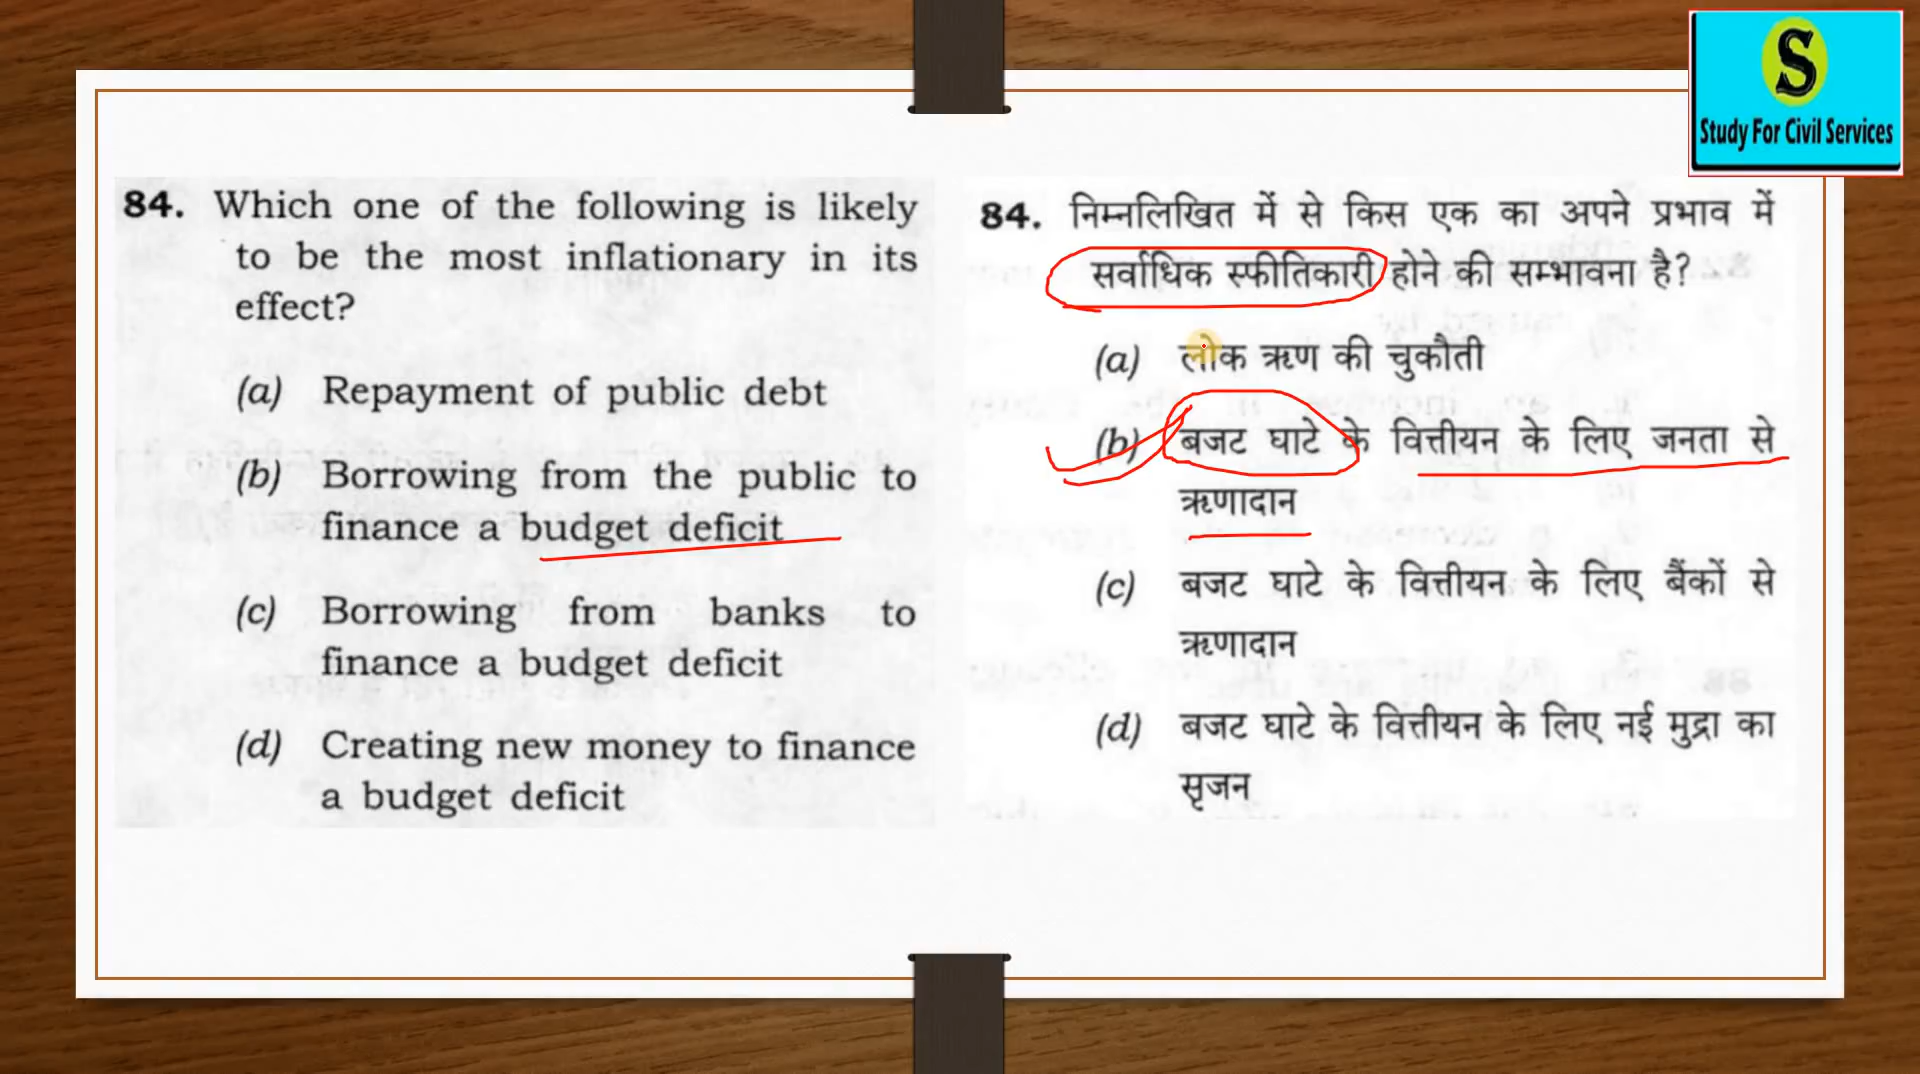 S
Study For Civil Services
84. Which one of the following is likely
to be the most inflationary in its
effect?
(a) Repayment of public debt
(b) Borrowing from the public to
finance a budget deficit
(c) Borrowing from banks to
finance a budget deficit
(d) Creating new money to finance
a budget deficit
84. निम्नलिखित में से किस एक का अपने प्रभाव में
सर्वाधिक स्फीतिकारी होने की सम्भावना है?
(a) लोक ऋण की चुकौती
(b) बजट घाटे के वित्तीयन के लिए जनता से
ऋणादान
(c) बजट घाटे के वित्तीयन के लिए बैंकों से
ऋणादान
(d) बजट घाटे के वित्तीयन के लिए नई मुद्रा का
सृजन